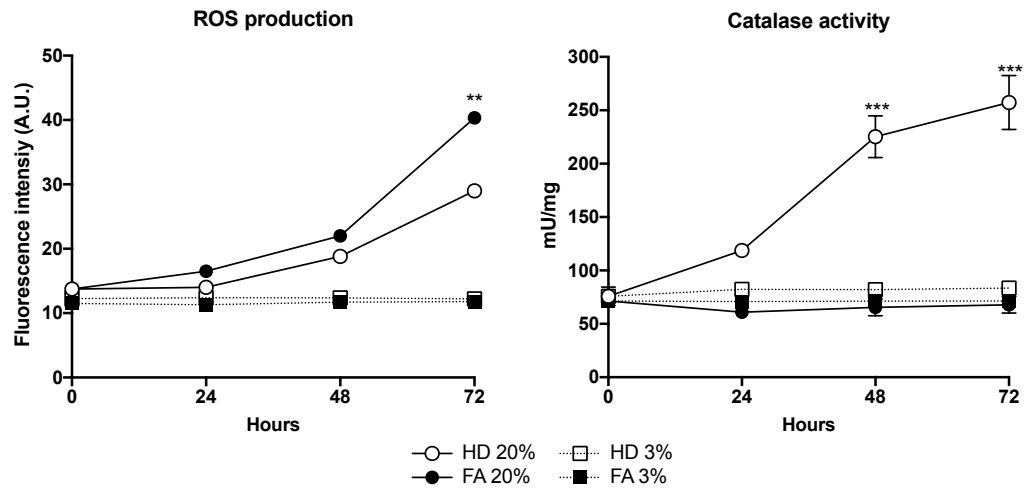 ROS production
Fluorescence intensiy (A.U.)
50
40
30
20
10
0
**
0 24 48 72
Hours
Catalase activity
mU/mg
300
250
200
150
100
50
0
***
***
0 24 48 72
Hours
HD 20% HD 3%
FA 20% FA 3%